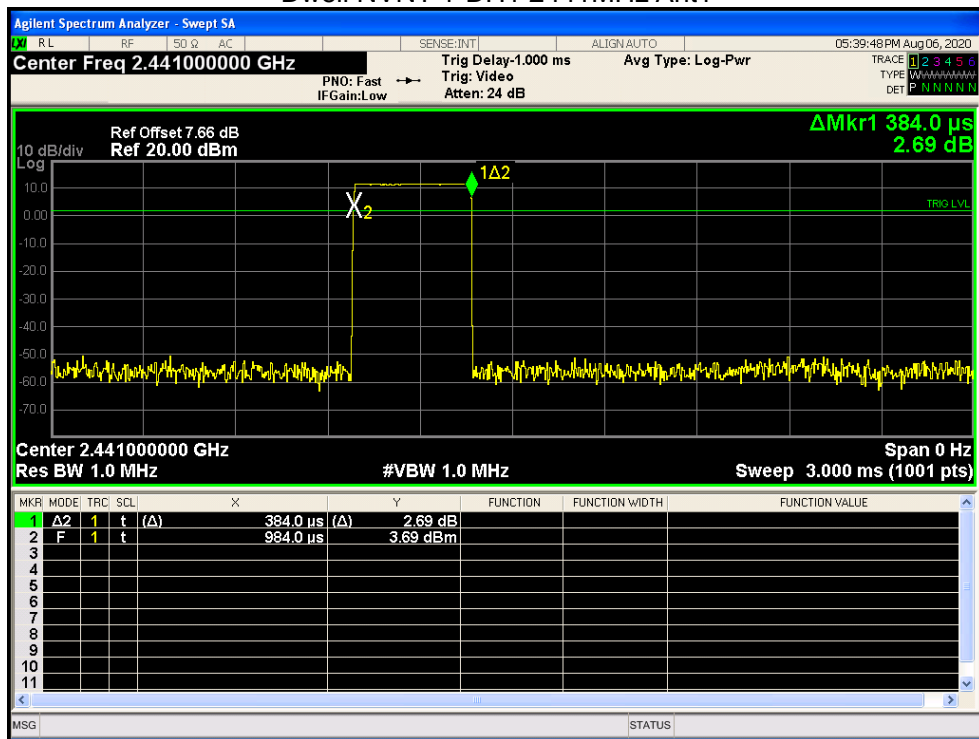 Agilent Spectrum Analyzer - Swept SA
LXI RL RF 50 Ω AC SENSE:INT ALIGNAUTO 05:39:48 PM Aug 06, 2020
Center Freq 2.441000000 GHz
PNO: Fast
IFGain:Low
Trig Delay-1.000 ms
Trig: Video
Atten: 24 dB
Avg Type: Log-Pwr
TRACE 1 2 3 4 5 6
TYPE WWWWWW
DET P N N N N N
10 dB/div
Log
Ref Offset 7.66 dB
Ref 20.00 dBm
ΔMkr1 384.0 µs
2.69 dB
1Δ2
X2
TRIG LVL
10.0
0.00
-10.0
-20.0
-30.0
-40.0
-50.0
-60.0
-70.0
Center 2.441000000 GHz Span 0 Hz
Res BW 1.0 MHz #VBW 1.0 MHz Sweep 3.000 ms (1001 pts)
MKR MODE TRC SCL X Y FUNCTION FUNCTION WIDTH FUNCTION VALUE
1 Δ2 1 t (Δ) 384.0 µs (Δ) 2.69 dB
2 F 1 t 984.0 µs 3.69 dBm
3
4
5
6
7
8
9
10
11
MSG STATUS